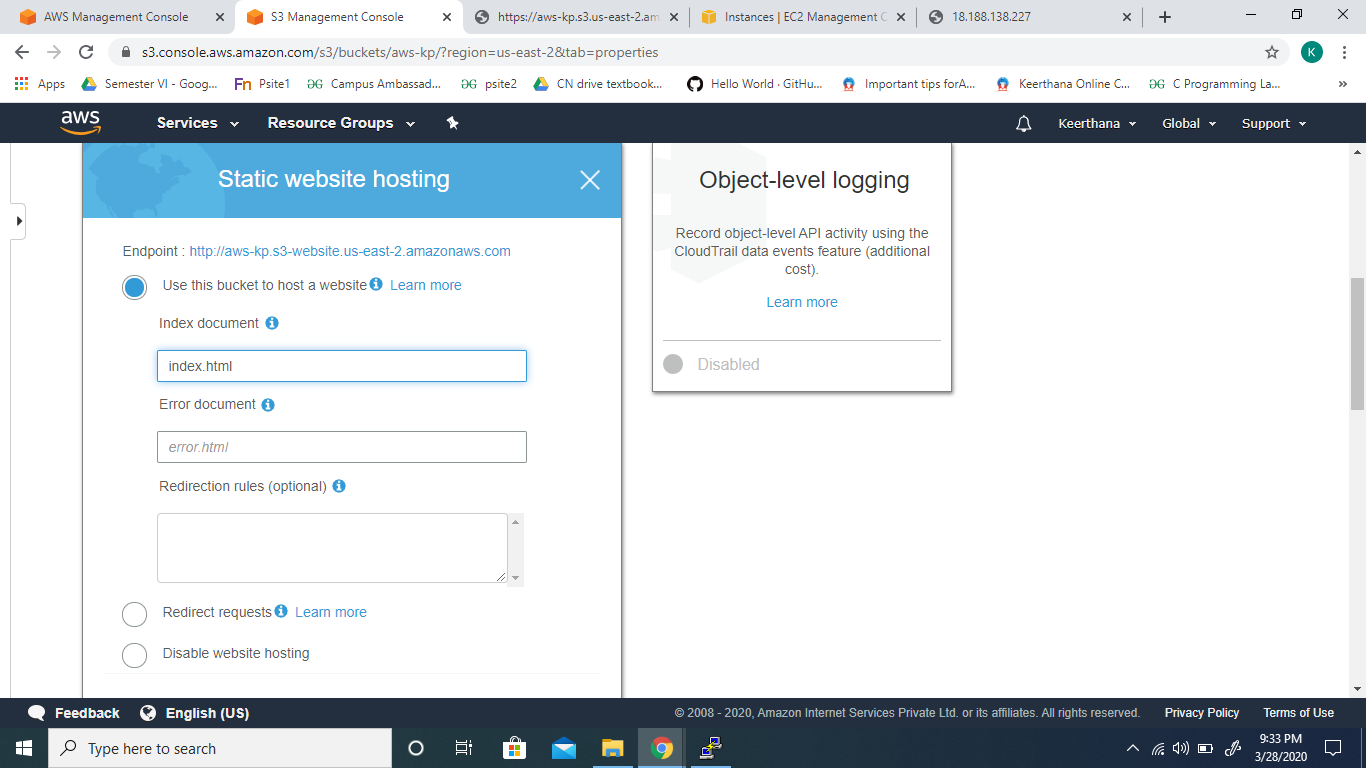 AWS Management Console
S3 Management Console
https://aws-kp.s3.us-east-2.am
Instances | EC2 Management C
18.188.138.227
s3.console.aws.amazon.com/s3/buckets/aws-kp/?region=us-east-2&tab=properties
K
Apps
Semester VI - Goog...
Fn Psite1
Campus Ambassad...
psite2
CN drive textbook...
Hello World · GitHu...
Important tips forA...
Keerthana Online C...
C Programming La...
»
aws
Services
Resource Groups
Keerthana
Global
Support
Static website hosting
Endpoint : http://aws-kp.s3-website.us-east-2.amazonaws.com
Use this bucket to host a website Learn more
Index document
index.html
Error document
error.html
Redirection rules (optional)
Redirect requests Learn more
Disable website hosting
Object-level logging
Record object-level API activity using the
CloudTrail data events feature (additional
cost).
Learn more
Disabled
Feedback
English (US)
© 2008 - 2020, Amazon Internet Services Private Ltd. or its affiliates. All rights reserved.
Privacy Policy
Terms of Use
Type here to search
9:33 PM
3/28/2020